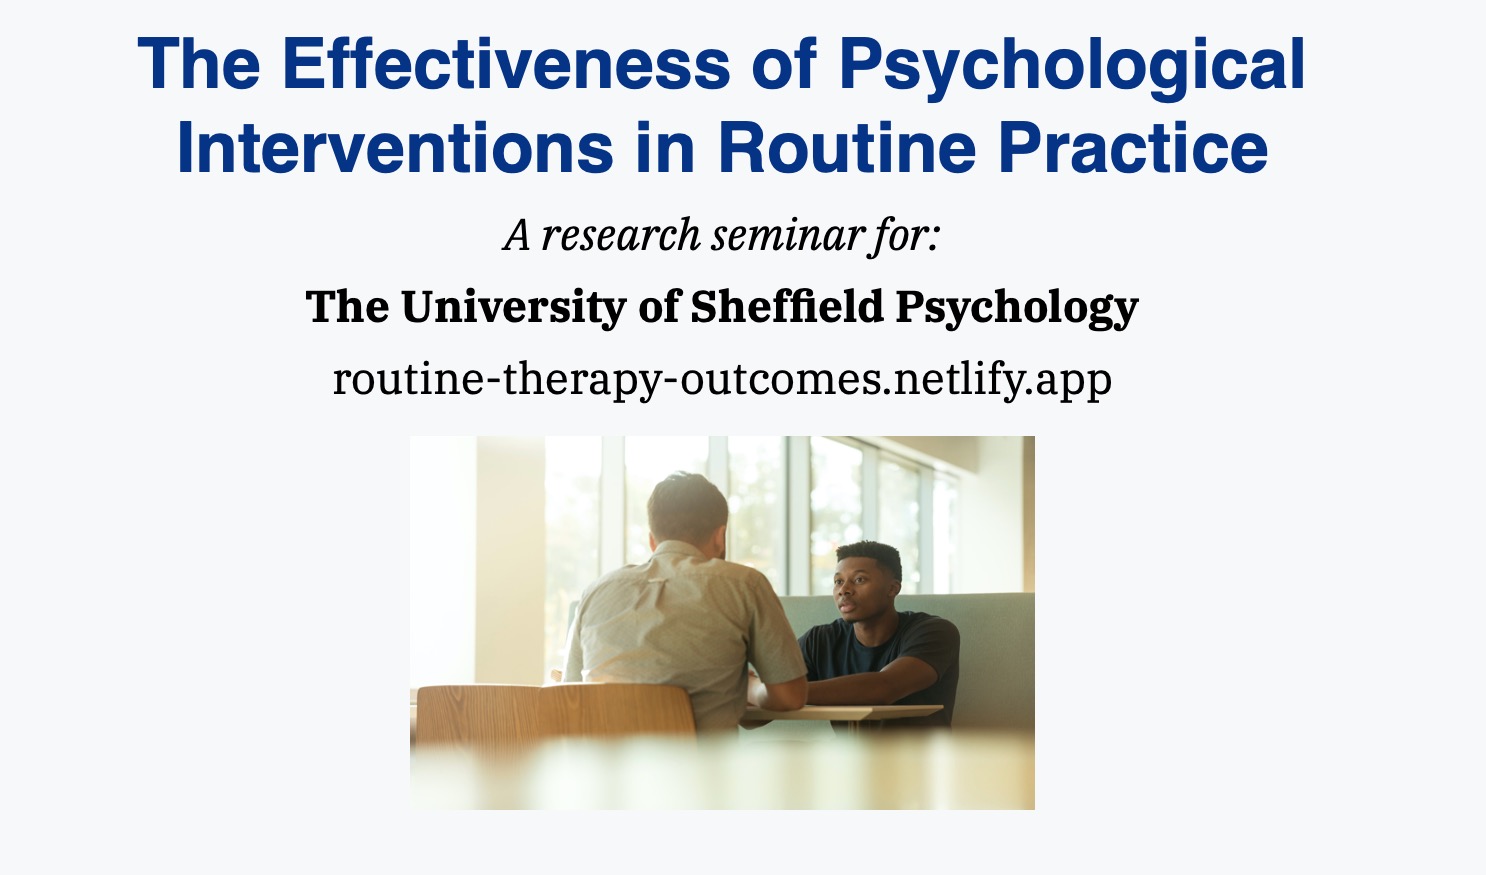 The Effectiveness of Psychological
Interventions in Routine Practice
A research seminar for:
The University of Sheffield Psychology
routine-therapy-outcomes.netlify.app